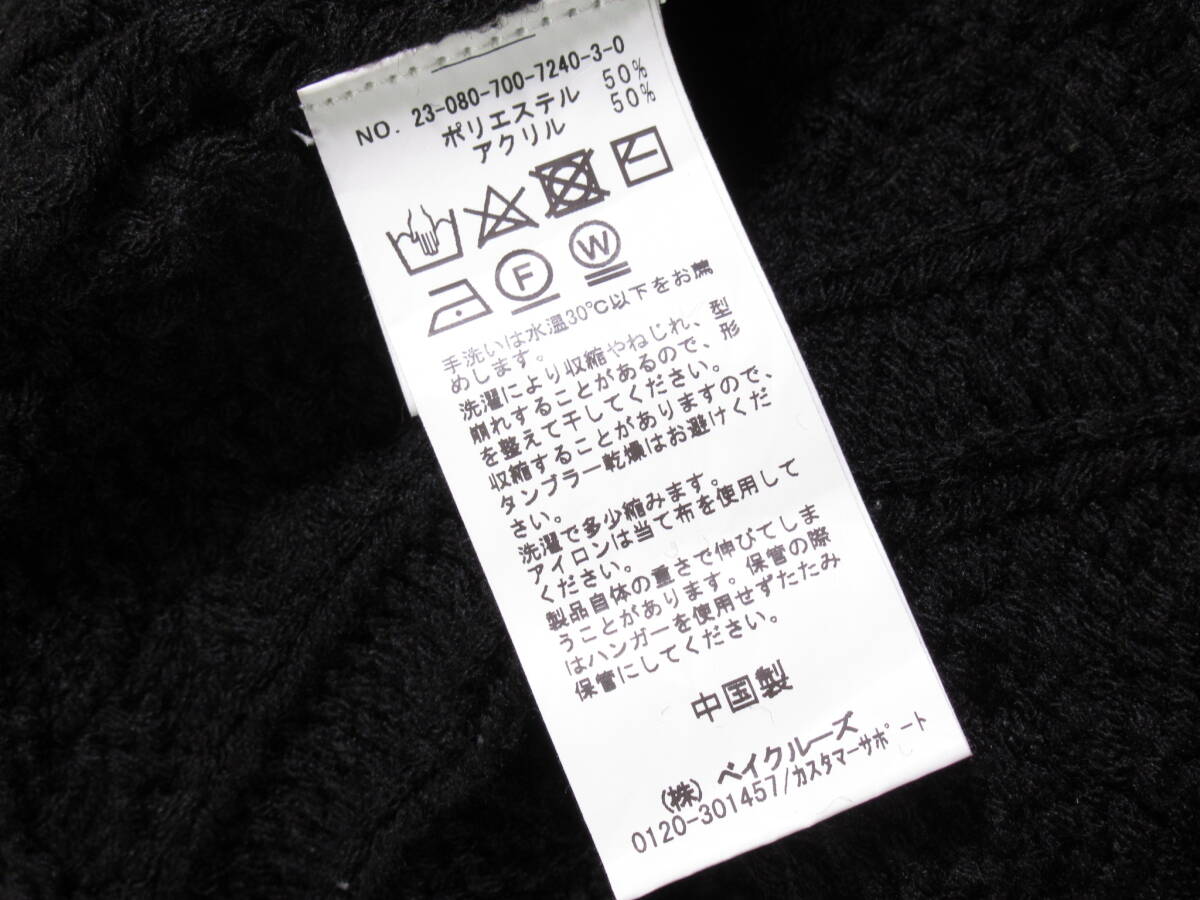 NO. 23-080-700-7240-3-0
ポリエステル 50%
アクリル 50%
F W
手洗いは水温30℃以下をお薦
めします。
洗濯により収縮やねじれ、型
崩れすることがあるので、形
を整えて干してください。
収縮することがありますので、
タンブラー乾燥はお避けくだ
さい。
洗濯で多少縮みます。
アイロンは当て布を使用して
ください。
製品自体の重さで伸びてしま
うことがあります。保管の際
はハンガーを使用せずたたみ
保管にしてください。
中国製
(株) ベイクルーズ
0120-301457/カスタマーサポート